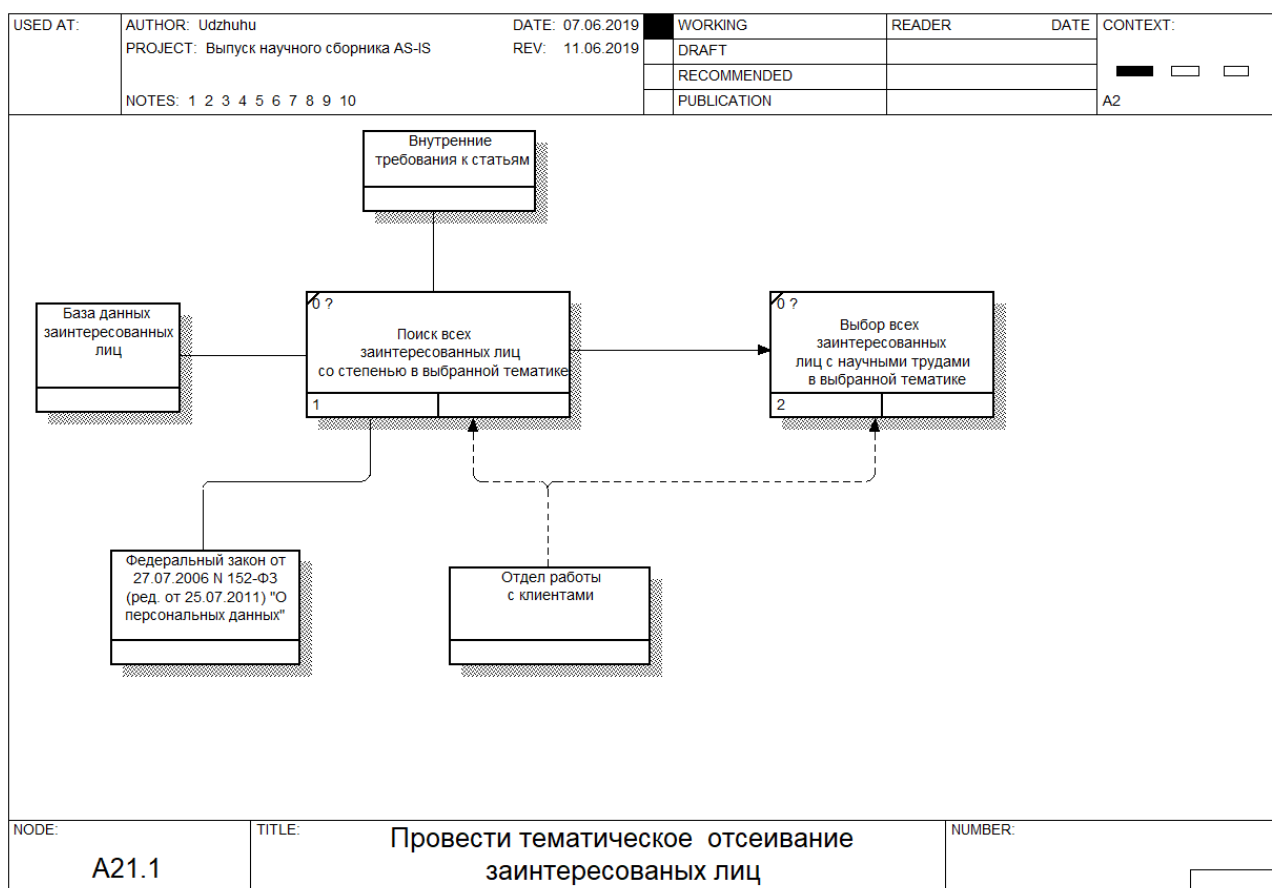 USED AT:
AUTHOR: Udzhuhu
DATE: 07.06.2019
PROJECT: Выпуск научного сборника AS-IS
REV: 11.06.2019
NOTES: 1 2 3 4 5 6 7 8 9 10
WORKING
DRAFT
RECOMMENDED
PUBLICATION
READER
DATE
CONTEXT:
A2
Внутренние
требования к статьям
База данных
заинтересованных
лиц
0 ?
Поиск всех
заинтересованных лиц
со степенью в выбранной тематике
1
0 ?
Выбор всех
заинтересованных
лиц с научными трудами
в выбранной тематике
2
Федеральный закон от
27.07.2006 N 152-ФЗ
(ред. от 25.07.2011) "О
персональных данных"
Отдел работы
с клиентами
NODE:
A21.1
TITLE:
Провести тематическое отсеивание
заинтересованых лиц
NUMBER: